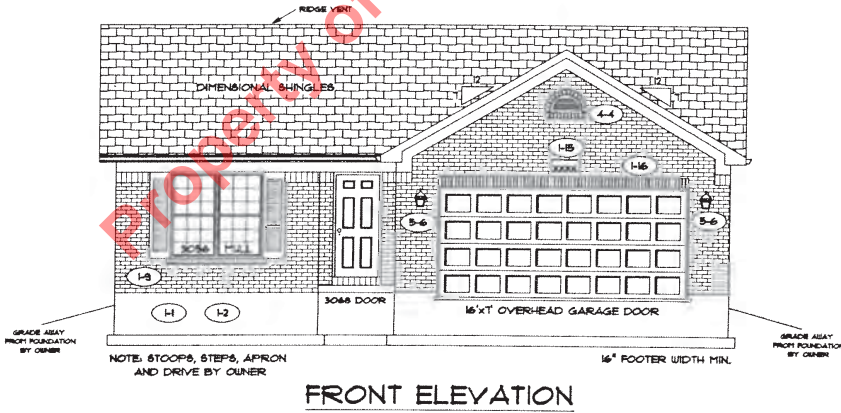 RIDGE VENT
Property of
DIMENSIONAL SHINGLES
12
12
4-4
1-15
1-16
5-6
5-6
3056 MULL
1-9
1-1
1-2
3068 DOOR
16'x7' OVERHEAD GARAGE DOOR
GRADE AWAY
FROM FOUNDATION
BY OWNER
GRADE AWAY
FROM FOUNDATION
BY OWNER
NOTE: STOOPS, STEPS, APRON
AND DRIVE BY OWNER
16" FOOTER WIDTH MIN.
FRONT ELEVATION